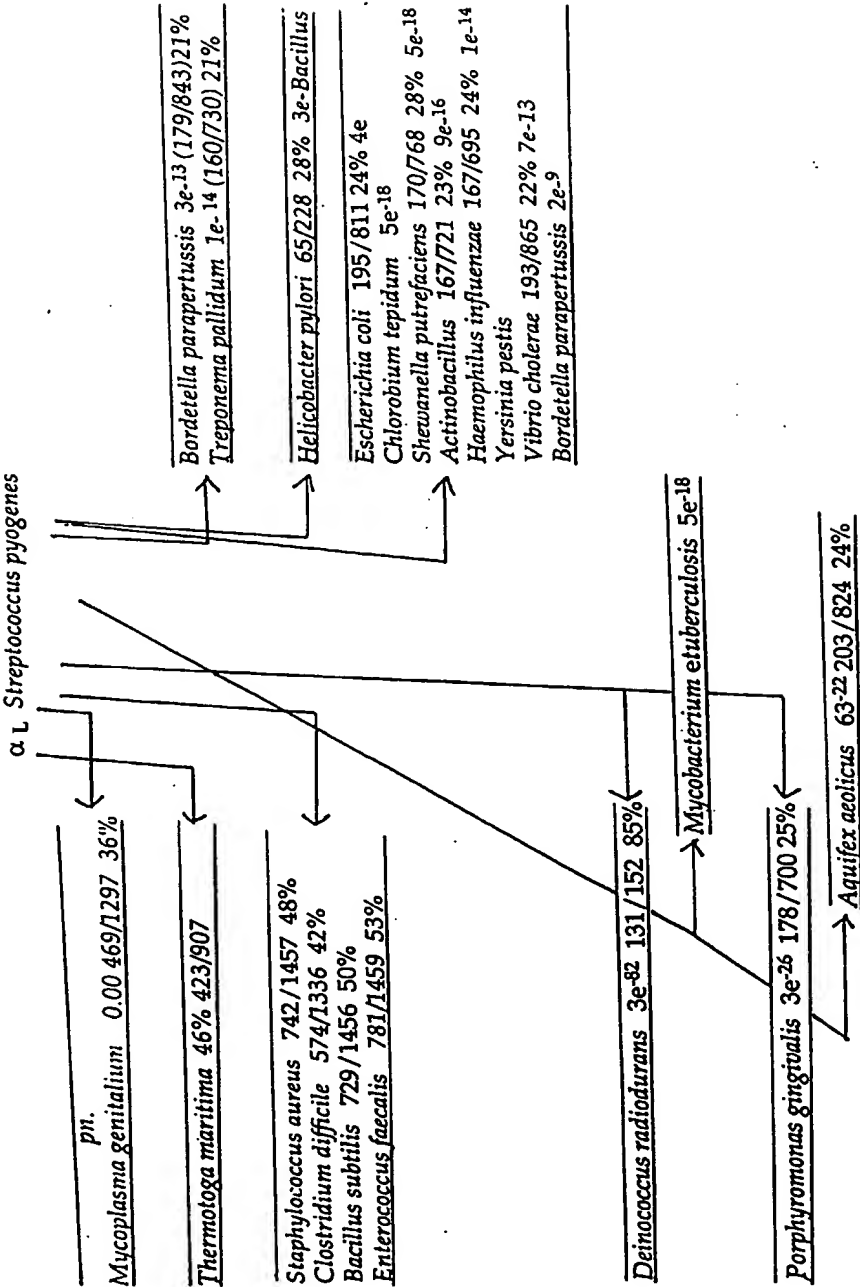 α L Streptococcus pyogenes
pn.
Mycoplasma genitalium 0.00 469/1297 36%
Thermotoga maritima 46% 423/907
Staphylococcus aureus 742/1457 48%
Clostridium difficile 574/1336 42%
Bacillus subtilis 729/1456 50%
Enterococcus faecalis 781/1459 53%
Deinococcus radiodurans 3e-82 131/152 85%
Porphyromonas gingivalis 3e-26 178/700 25%
Bordetella parapertussis 3e-13 (179/843)21%
Treponema pallidum 1e-14 (160/730) 21%
Helicobacter pylori 65/228 28% 3e-Bacillus
Escherichia coli 195/811 24% 4e
Chlorobium tepidum 5e-18
Shewanella putrefaciens 170/768 28% 5e-18
Actinobacillus 167/721 23% 9e-16
Haemophilus influenzae 167/695 24% 1e-14
Yersinia pestis
Vibrio cholerae 193/865 22% 7e-13
Bordetella parapertussis 2e-9
Mycobacterium etuberculosis 5e-18
Aquifex aeolicus 63-22 203/824 24%